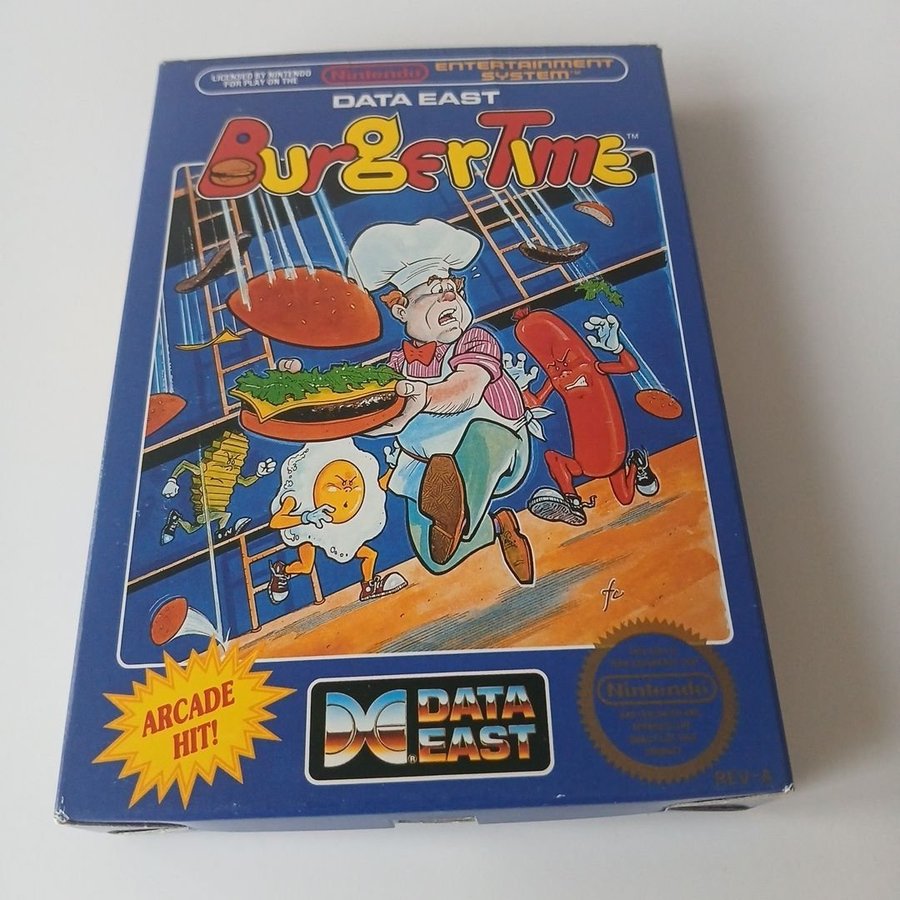 LICENSED BY NINTENDO
FOR PLAY ON THE
Nintendo
ENTERTAINMENT
SYSTEM™
DATA EAST
BurgerTime™
fc
ARCADE
HIT!
DATA
EAST®
Nintendo
REV-A